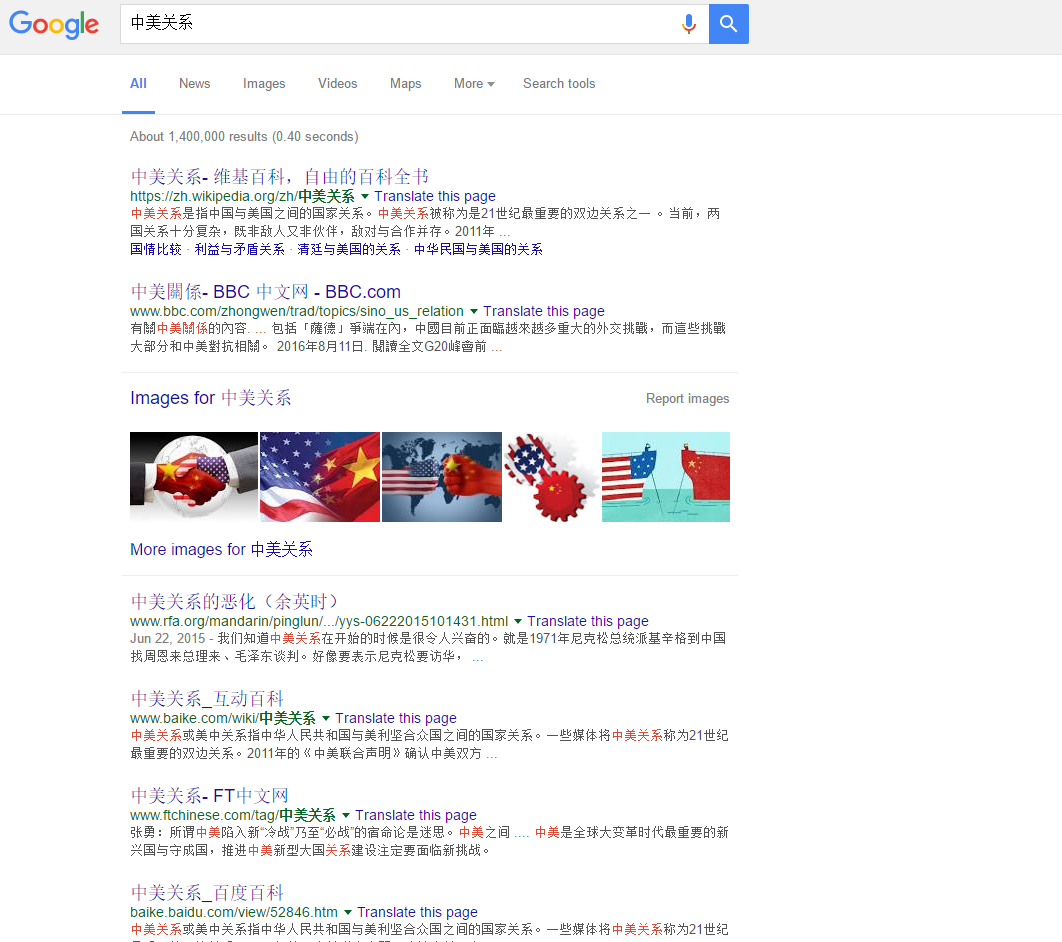 Google
中美关系
All News Images Videos Maps More Search tools
About 1,400,000 results (0.40 seconds)
中美关系- 维基百科，自由的百科全书
https://zh.wikipedia.org/zh/中美关系 Translate this page
中美关系是指中国与美国之间的国家关系。中美关系被称为是21世纪最重要的双边关系之一 。当前，两
国关系十分复杂，既非敌人又非伙伴，敌对与合作并存。2011年 ...
国情比较 · 利益与矛盾关系 · 清廷与美国的关系 · 中华民国与美国的关系
中美關係- BBC 中文网 - BBC.com
www.bbc.com/zhongwen/trad/topics/sino_us_relation Translate this page
有關中美關係的內容. ... 包括「薩德」爭端在內，中國目前正面臨越來越多重大的外交挑戰，而這些挑戰
大部分和中美對抗相關。 2016年8月11日. 閱讀全文G20峰會前 ...
Images for 中美关系 Report images
More images for 中美关系
中美关系的恶化（余英时）
www.rfa.org/mandarin/pinglun/.../yys-06222015101431.html Translate this page
Jun 22, 2015 - 我们知道中美关系在开始的时候是很令人兴奋的。就是1971年尼克松总统派基辛格到中国
找周恩来总理来、毛泽东谈判。好像要表示尼克松要访华， ...
中美关系_互动百科
www.baike.com/wiki/中美关系 Translate this page
中美关系或美中关系指中华人民共和国与美利坚合众国之间的国家关系。一些媒体将中美关系称为21世纪
最重要的双边关系。2011年的《中美联合声明》确认中美双方 ...
中美关系- FT中文网
www.ftchinese.com/tag/中美关系 Translate this page
张勇：所谓中美陷入新“冷战”乃至“必战”的宿命论是迷思。中美之间 .... 中美是全球大变革时代最重要的新
兴国与守成国，推进中美新型大国关系建设注定要面临新挑战。
中美关系_百度百科
baike.baidu.com/view/52846.htm Translate this page
中美关系或美中关系指中华人民共和国与美利坚合众国之间的国家关系。一些媒体将中美关系称为21世纪